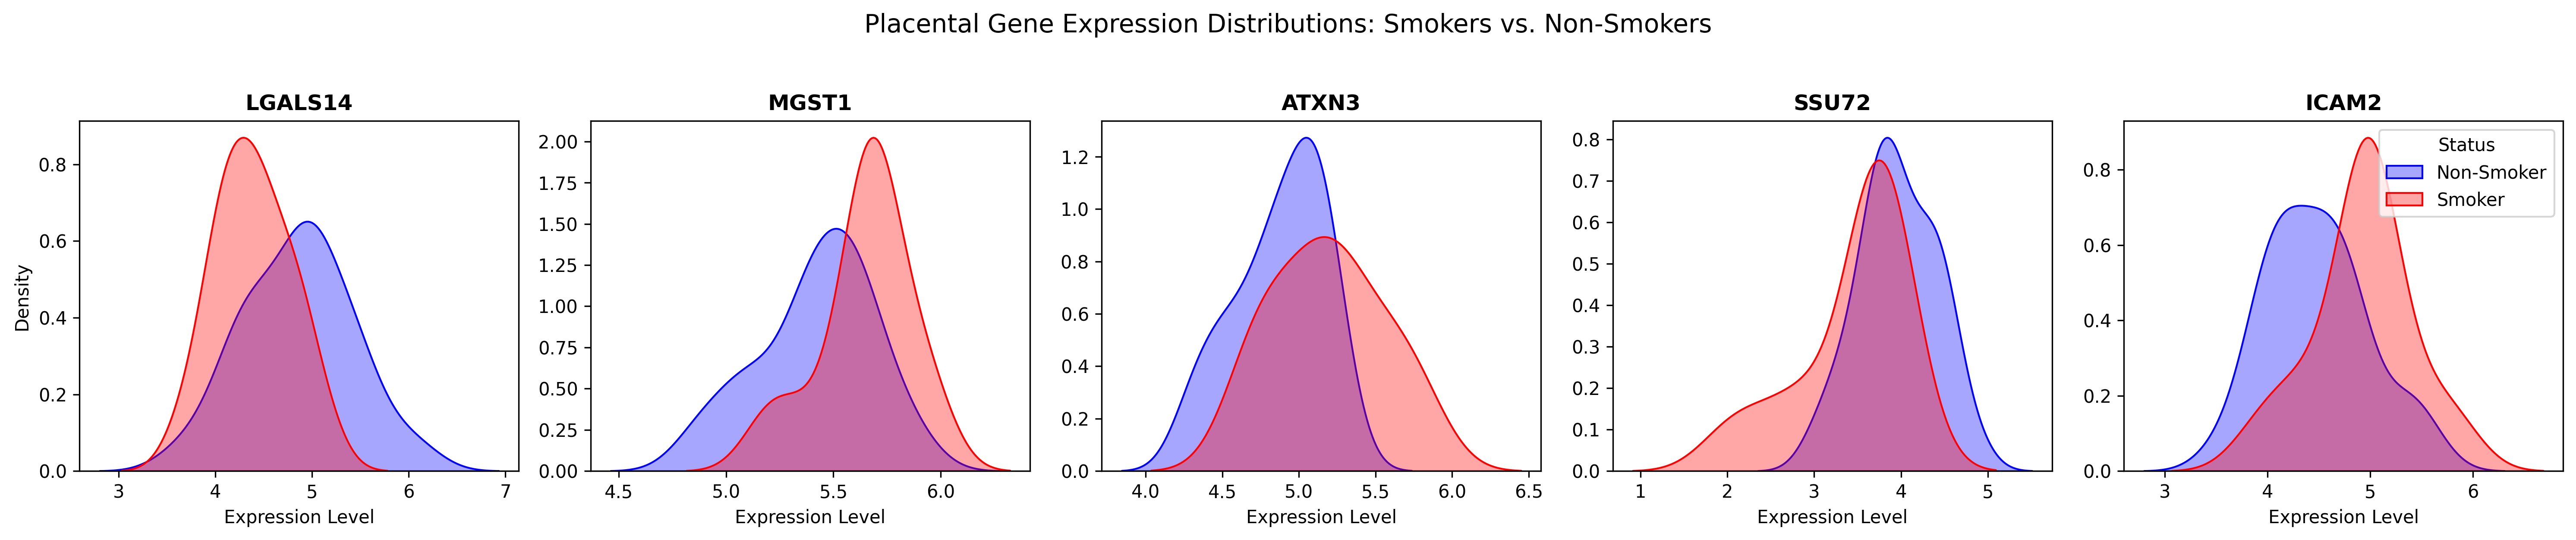 Placental Gene Expression Distributions: Smokers vs. Non-Smokers
LGALS14
Density
0.8
0.6
0.4
0.2
0.0
3 4 5 6 7
Expression Level
MGST1
2.00
1.75
1.50
1.25
1.00
0.75
0.50
0.25
0.00
4.5 5.0 5.5 6.0
Expression Level
ATXN3
1.2
1.0
0.8
0.6
0.4
0.2
0.0
4.0 4.5 5.0 5.5 6.0 6.5
Expression Level
SSU72
0.8
0.7
0.6
0.5
0.4
0.3
0.2
0.1
0.0
1 2 3 4 5
Expression Level
ICAM2
0.8
0.6
0.4
0.2
0.0
3 4 5 6
Expression Level
Status
Non-Smoker
Smoker